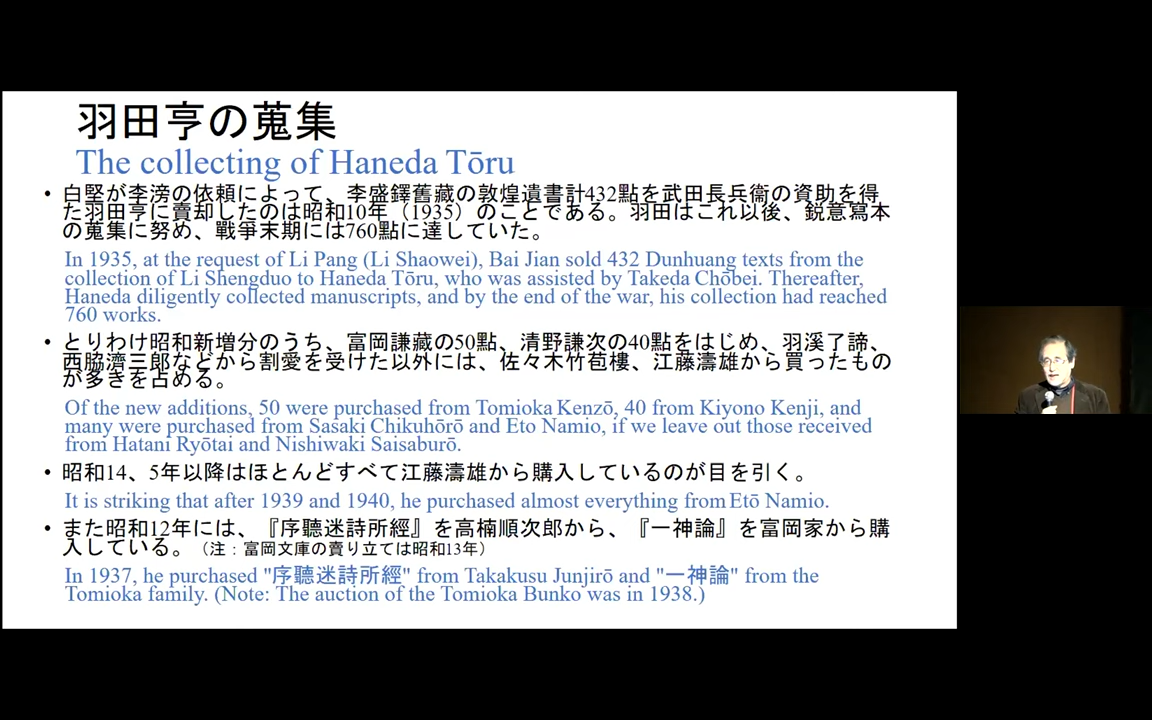 羽田亨の蒐集
The collecting of Haneda Tōru
• 白堅が李滂の依頼によって、李盛鐸舊藏の敦煌遺書計432點を武田長兵衞の資助を得
た羽田亨に賣却したのは昭和10年（1935）のことである。羽田はこれ以後、鋭意寫本
の蒐集に努め、戰爭末期には760點に達していた。
In 1935, at the request of Li Pang (Li Shaowei), Bai Jian sold 432 Dunhuang texts from the
collection of Li Shengduo to Haneda Tōru, who was assisted by Takeda Chōbei. Thereafter,
Haneda diligently collected manuscripts, and by the end of the war, his collection had reached
760 works.
• とりわけ昭和新増分のうち、富岡謙藏の50點、清野謙次の40點をはじめ、羽溪了諦、
西脇濟三郎などから割愛を受けた以外には、佐々木竹苞樓、江藤濤雄から買ったもの
が多きを占める。
Of the new additions, 50 were purchased from Tomioka Kenzō, 40 from Kiyono Kenji, and
many were purchased from Sasaki Chikuhōrō and Eto Namio, if we leave out those received
from Hatani Ryōtai and Nishiwaki Saisaburō.
• 昭和14、5年以降はほとんどすべて江藤濤雄から購入しているのが目を引く。
It is striking that after 1939 and 1940, he purchased almost everything from Etō Namio.
• また昭和12年には、『序聽迷詩所經』を高楠順次郎から、『一神論』を富岡家から購
入している。（注：富岡文庫の賣り立ては昭和13年）
In 1937, he purchased "序聽迷詩所經" from Takakusu Junjirō and "一神論" from the
Tomioka family. (Note: The auction of the Tomioka Bunko was in 1938.)